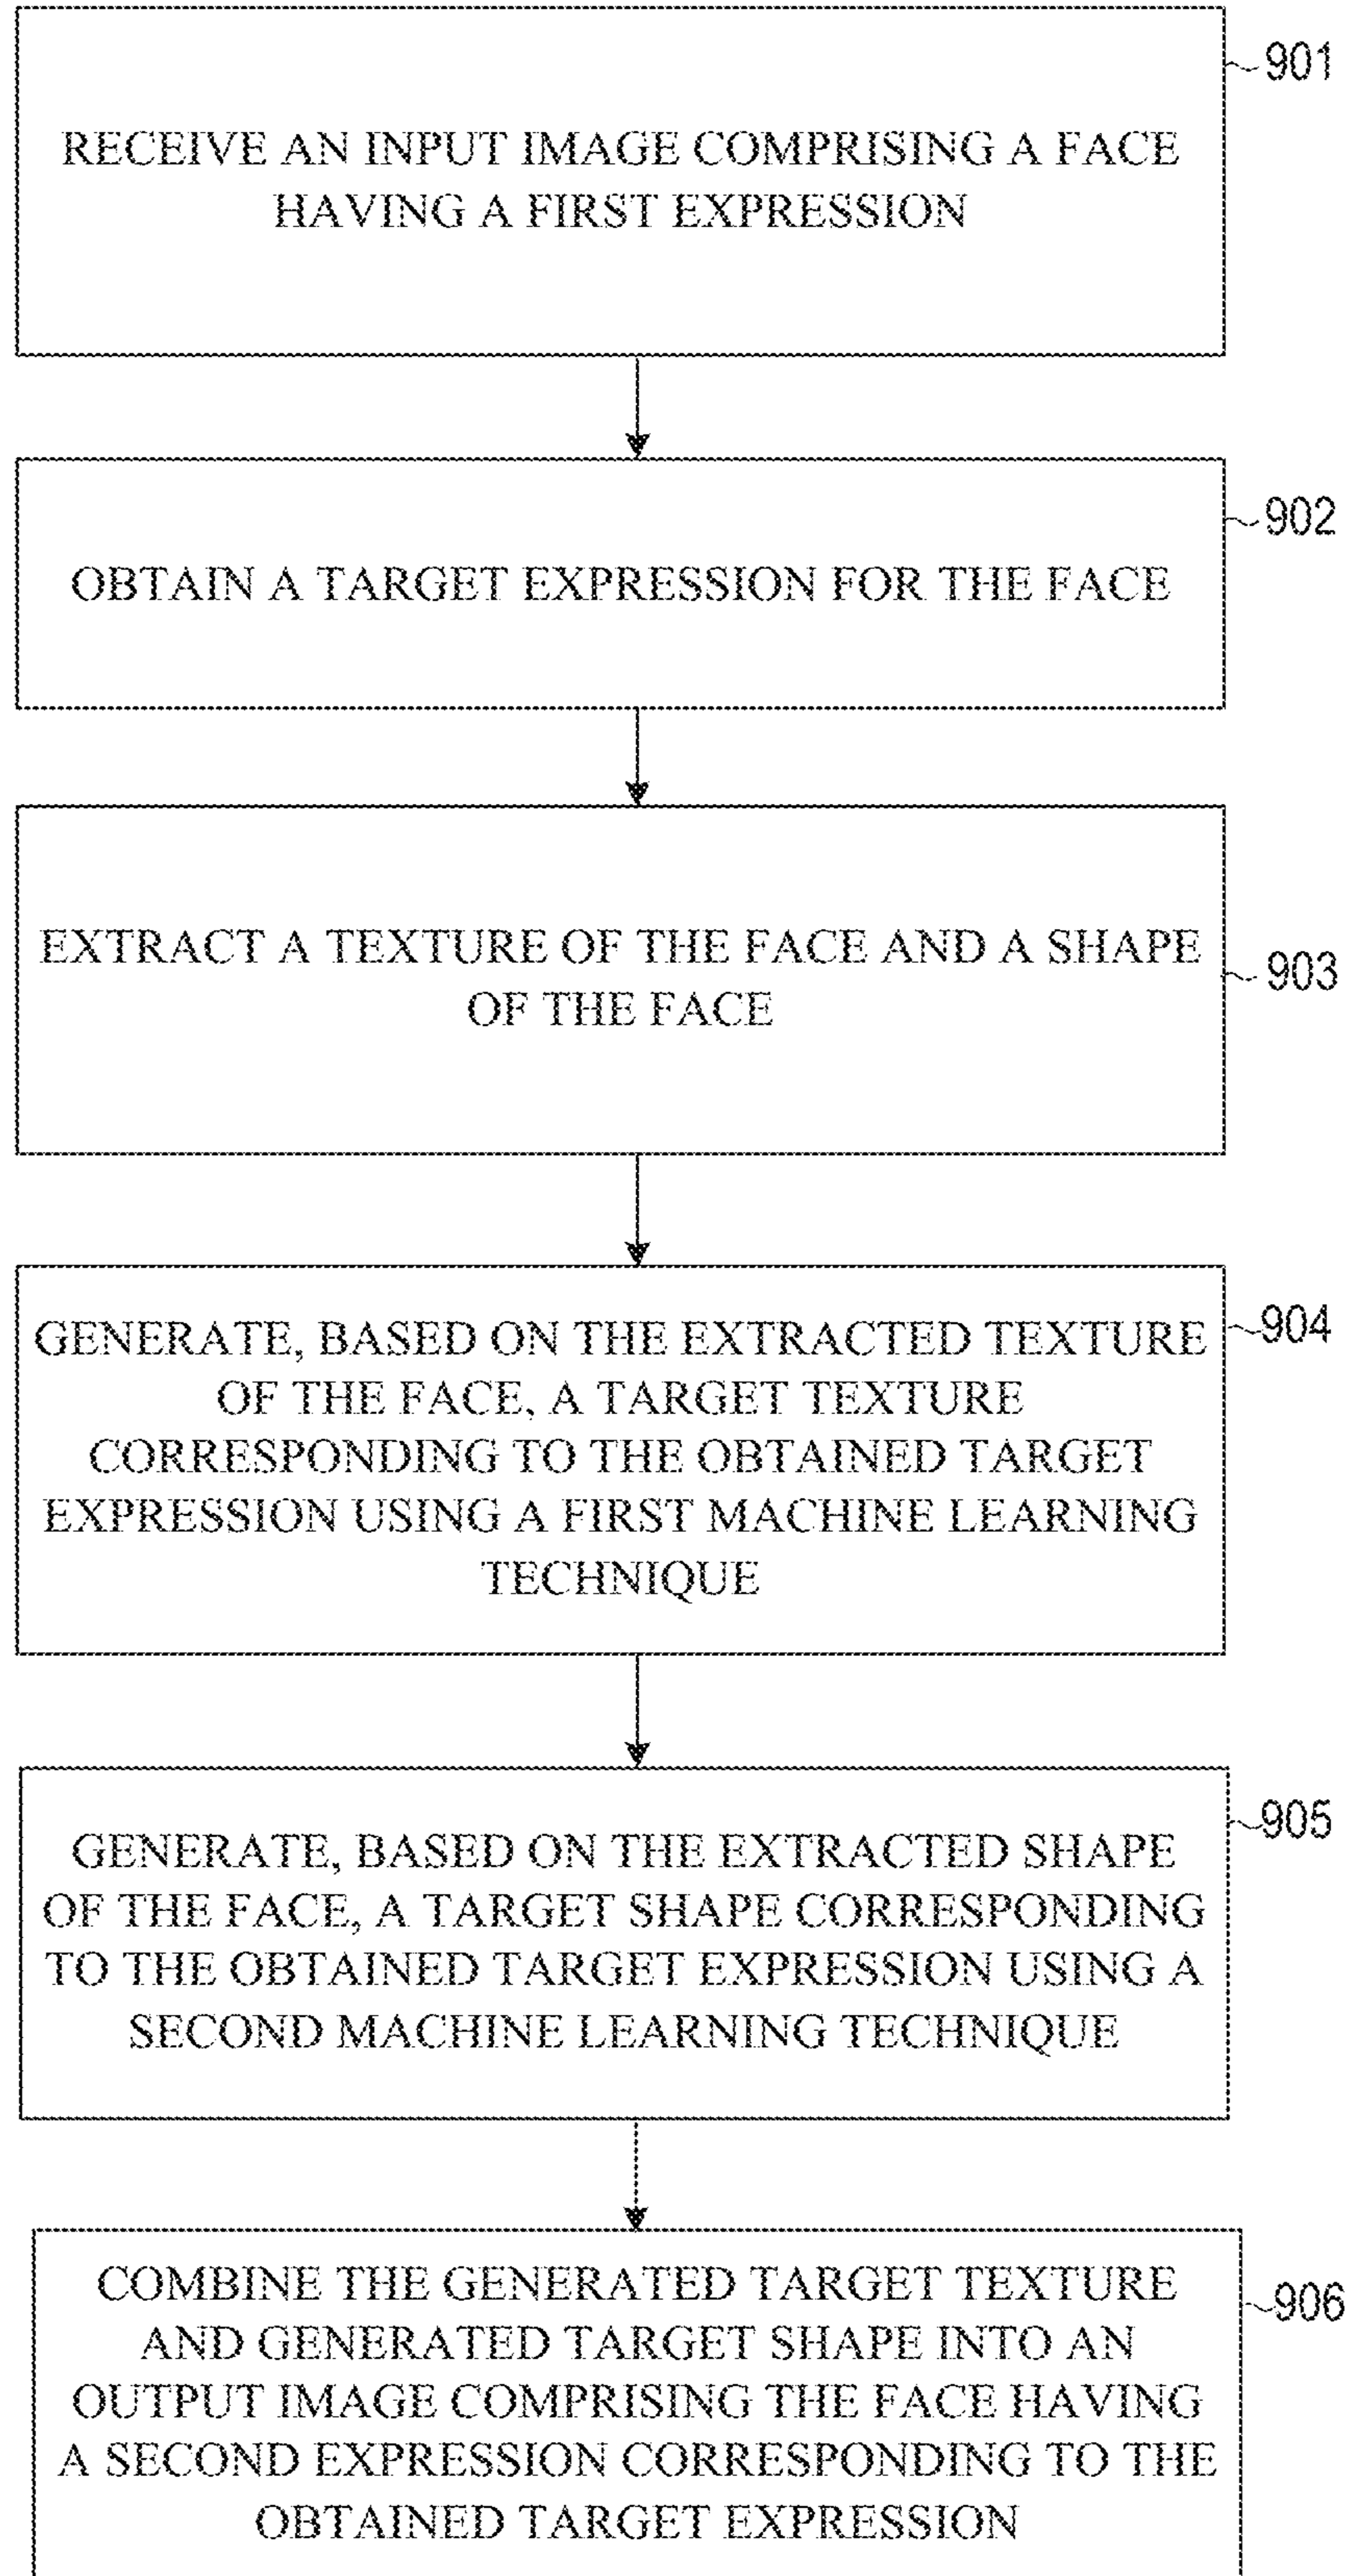 901
RECEIVE AN INPUT IMAGE COMPRISING A FACE
HAVING A FIRST EXPRESSION
902
OBTAIN A TARGET EXPRESSION FOR THE FACE
EXTRACT A TEXTURE OF THE FACE AND A SHAPE
903
OF THE FACE
904
GENERATE, BASED ON THE EXTRACTED TEXTURE
OF THE FACE, A TARGET TEXTURE
CORRESPONDING TO THE OBTAINED TARGET
EXPRESSION USING A FIRST MACHINE LEARNING
TECHNIQUE
905
GENERATE, BASED ON THE EXTRACTED SHAPE
OF THE FACE, A TARGET SHAPE CORRESPONDING
TO THE OBTAINED TARGET EXPRESSION USING A
SECOND MACHINE LEARNING TECHNIQUE
COMBINE THE GENERATED TARGET TEXTURE
906
AND GENERATED TARGET SHAPE INTO AN
OUTPUT IMAGE COMPRISING THE FACE HAVING
A SECOND EXPRESSION CORRESPONDING TO THE
OBTAINED TARGET EXPRESSION